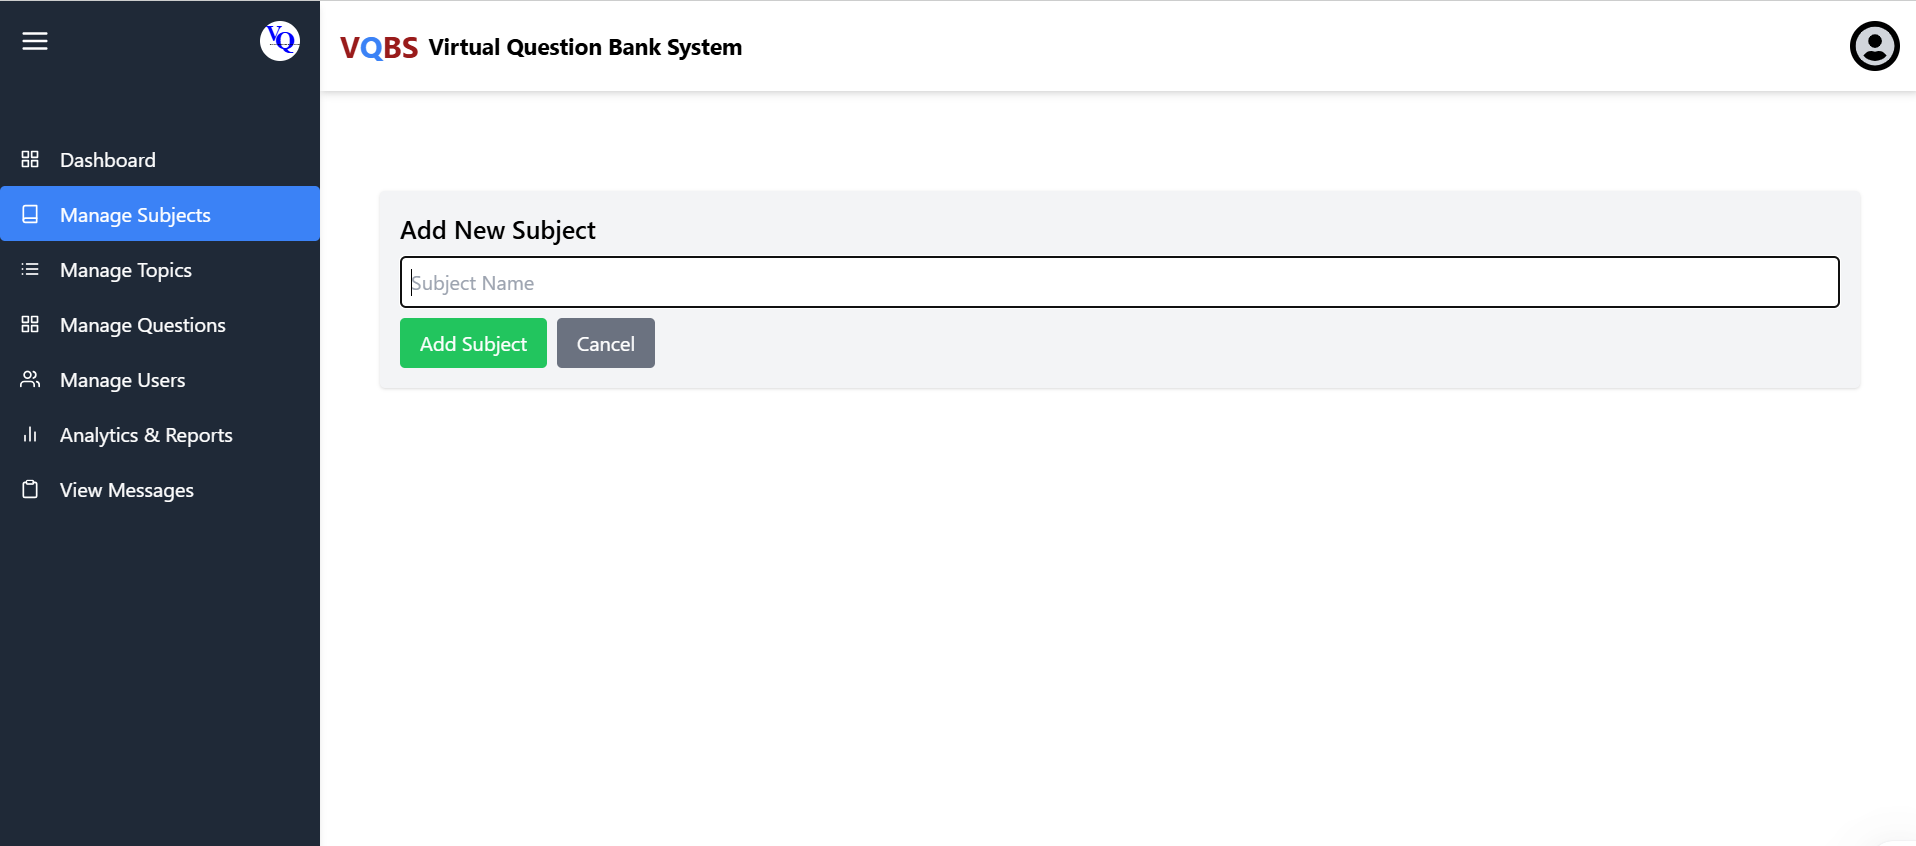 VQ
VQBS Virtual Question Bank System
Dashboard
Manage Subjects
Manage Topics
Manage Questions
Manage Users
Analytics & Reports
View Messages
Add New Subject
Subject Name
Add Subject
Cancel